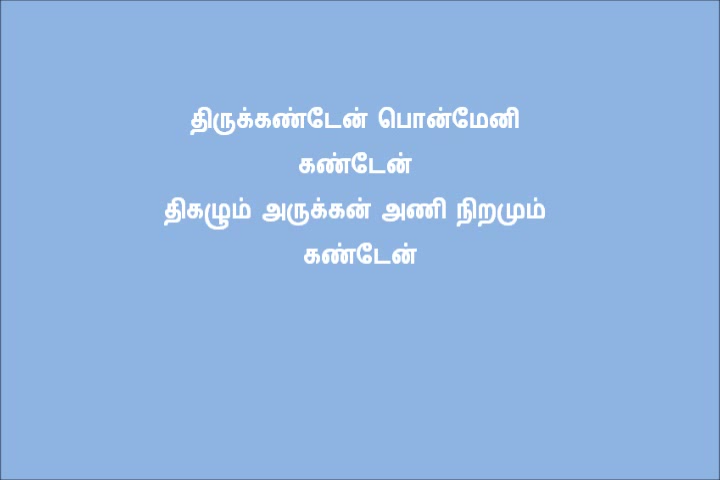 திருக்கண்டேன் பொன்மேனி
கண்டேன்
திகழும் அருக்கன் அணி நிறமும்
கண்டேன்